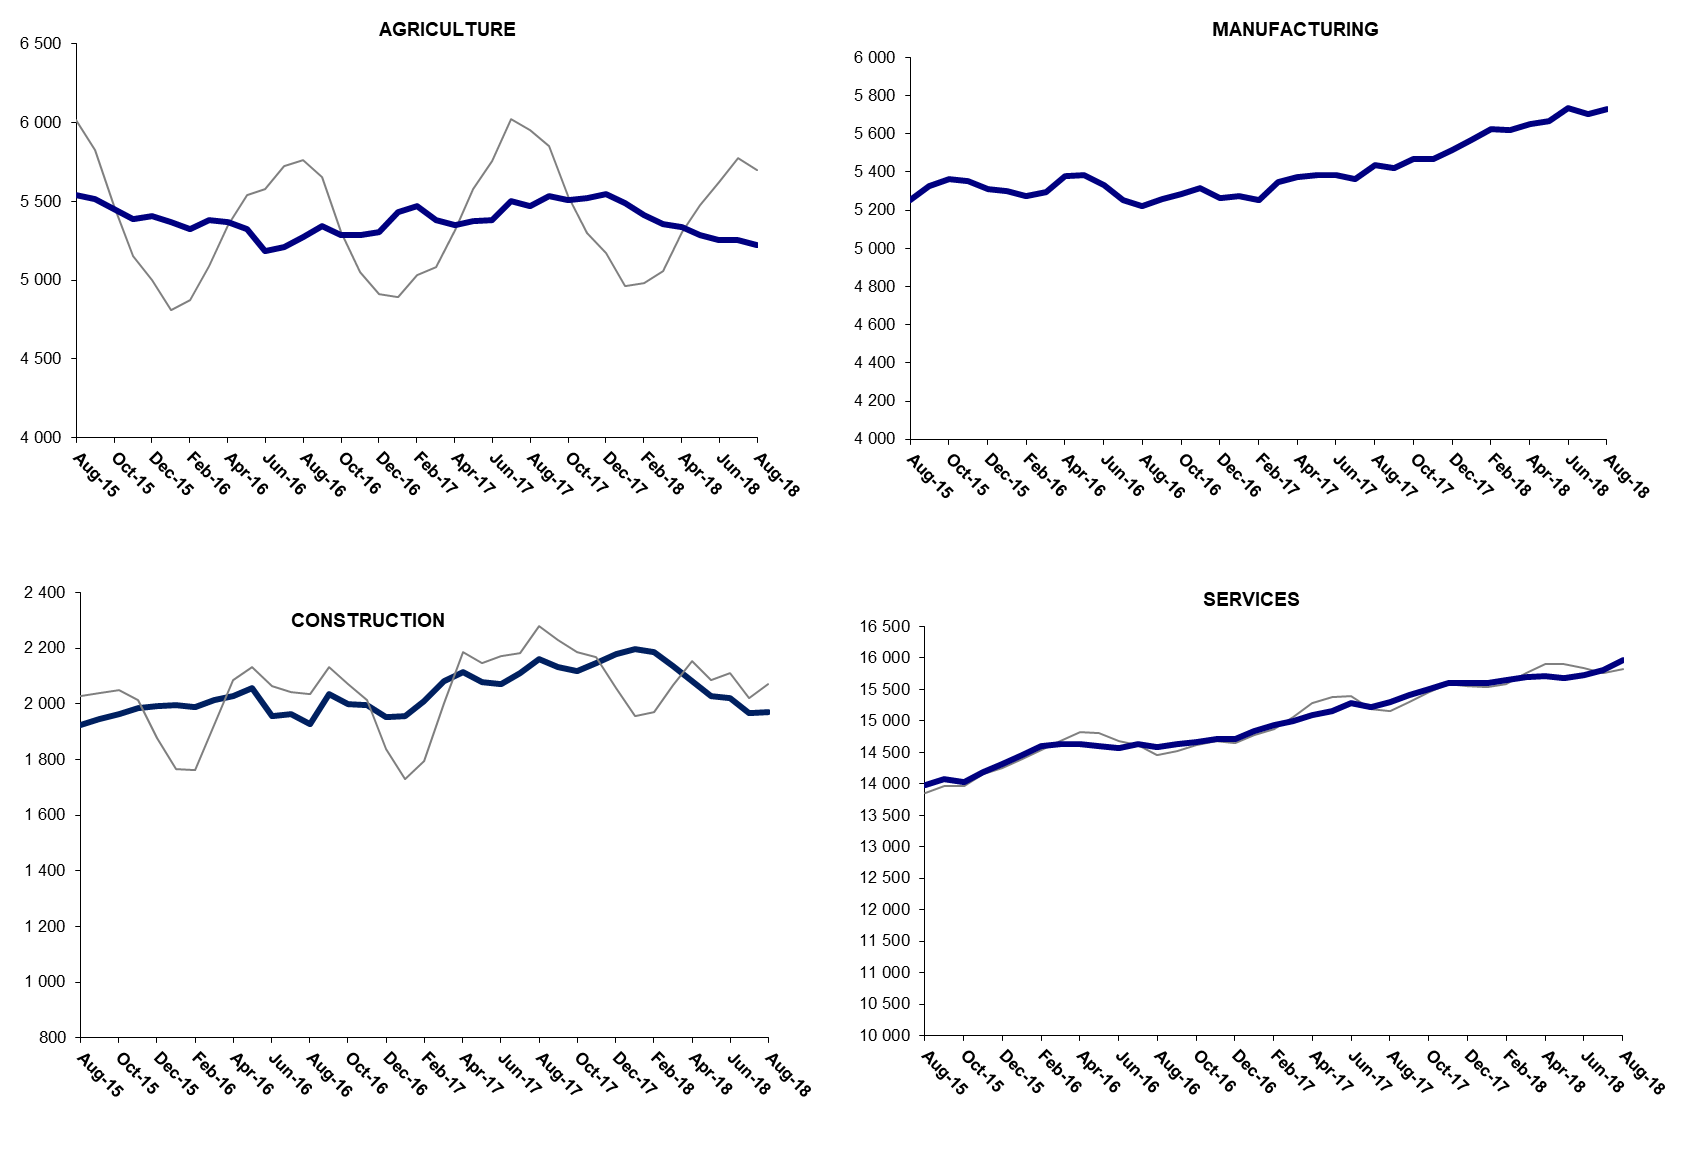 AGRICULTURE
6 500
6 000
5 500
5 000
4 500
4 000
Aug-15
Oct-15
Dec-15
Feb-16
Apr-16
Jun-16
Aug-16
Oct-16
Dec-16
Feb-17
Apr-17
Jun-17
Aug-17
Oct-17
Dec-17
Feb-18
Apr-18
Jun-18
Aug-18
MANUFACTURING
6 000
5 800
5 600
5 400
5 200
5 000
4 800
4 600
4 400
4 200
4 000
Aug-15
Oct-15
Dec-15
Feb-16
Apr-16
Jun-16
Aug-16
Oct-16
Dec-16
Feb-17
Apr-17
Jun-17
Aug-17
Oct-17
Dec-17
Feb-18
Apr-18
Jun-18
Aug-18
CONSTRUCTION
2 400
2 200
2 000
1 800
1 600
1 400
1 200
1 000
800
Aug-15
Oct-15
Dec-15
Feb-16
Apr-16
Jun-16
Aug-16
Oct-16
Dec-16
Feb-17
Apr-17
Jun-17
Aug-17
Oct-17
Dec-17
Feb-18
Apr-18
Jun-18
Aug-18
SERVICES
16 500
16 000
15 500
15 000
14 500
14 000
13 500
13 000
12 500
12 000
11 500
11 000
10 500
10 000
Aug-15
Oct-15
Dec-15
Feb-16
Apr-16
Jun-16
Aug-16
Oct-16
Dec-16
Feb-17
Apr-17
Jun-17
Aug-17
Oct-17
Dec-17
Feb-18
Apr-18
Jun-18
Aug-18